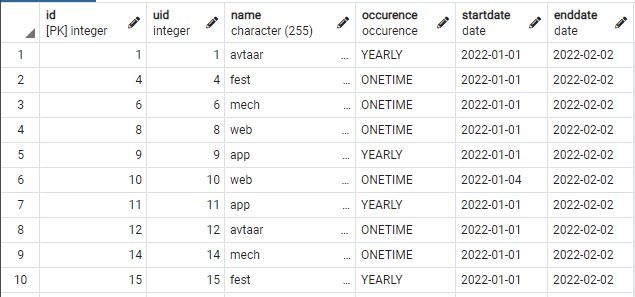 id uid name occurence startdate enddate
[PK] integer integer character (255) occurence date date
1 1 1 avtaar ... YEARLY 2022-01-01 2022-02-02
2 4 4 fest ... ONETIME 2022-01-01 2022-02-02
3 6 6 mech ... ONETIME 2022-01-01 2022-02-02
4 8 8 web ... ONETIME 2022-01-01 2022-02-02
5 9 9 app ... YEARLY 2022-01-01 2022-02-02
6 10 10 web ... ONETIME 2022-01-04 2022-02-02
7 11 11 app ... YEARLY 2022-01-01 2022-02-02
8 12 12 avtaar ... ONETIME 2022-01-01 2022-02-02
9 14 14 mech ... ONETIME 2022-01-01 2022-02-02
10 15 15 fest ... YEARLY 2022-01-01 2022-02-02